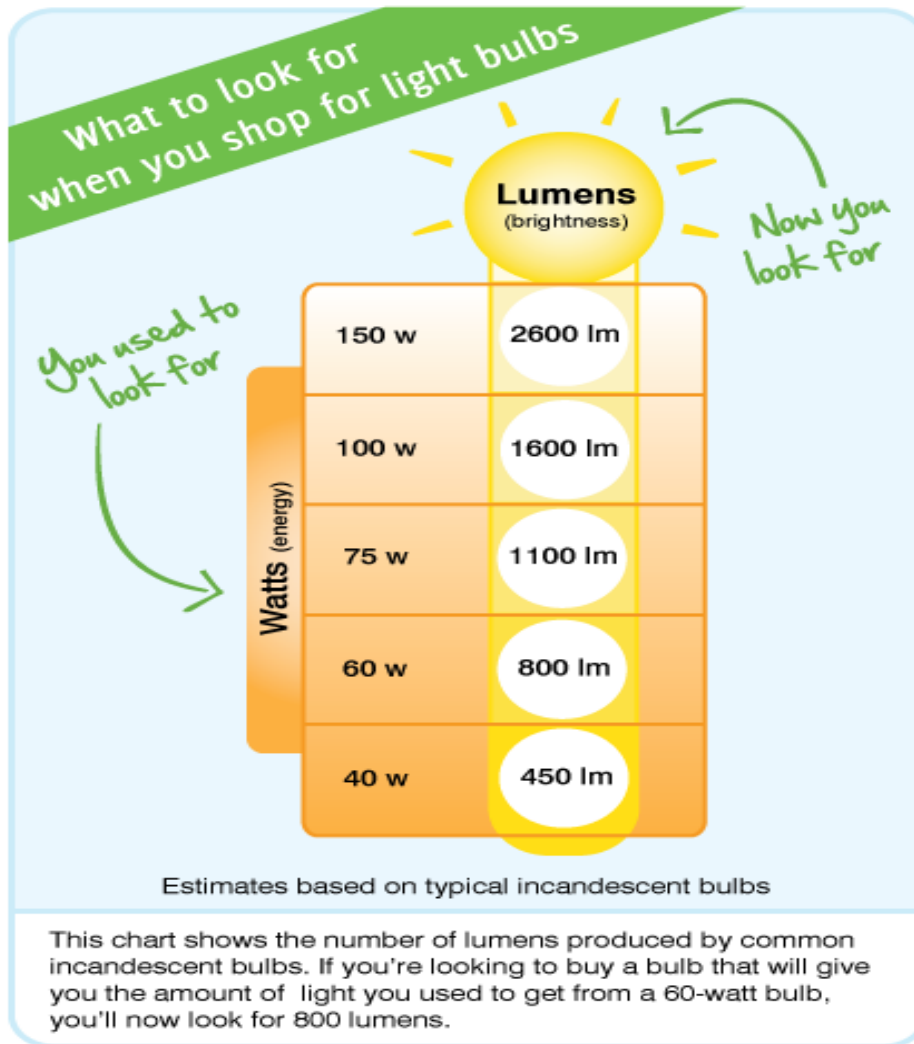 What to look for
when you shop for light bulbs
Lumens
(brightness)
Now you
look for
You used to
look for
Watts (energy)
150 w 2600 lm
100 w 1600 lm
75 w 1100 lm
60 w 800 lm
40 w 450 lm
Estimates based on typical incandescent bulbs
This chart shows the number of lumens produced by common
incandescent bulbs. If you’re looking to buy a bulb that will give
you the amount of light you used to get from a 60-watt bulb,
you’ll now look for 800 lumens.